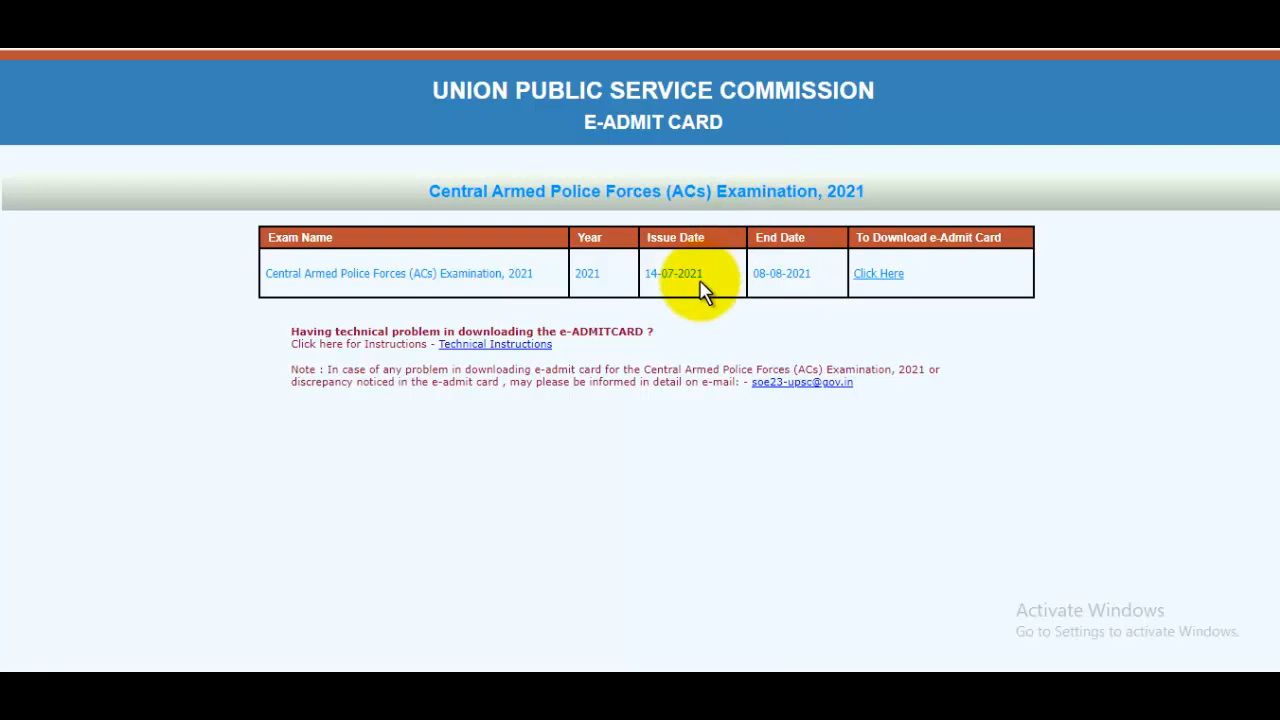 UNION PUBLIC SERVICE COMMISSION
E-ADMIT CARD
Central Armed Police Forces (ACs) Examination, 2021
Exam Name Year Issue Date End Date To Download e-Admit Card
Central Armed Police Forces (ACs) Examination, 2021 2021 14-07-2021 08-08-2021 Click Here
Having technical problem in downloading the e-ADMITCARD ?
Click here for Instructions - Technical Instructions
Note : In case of any problem in downloading e-admit card for the Central Armed Police Forces (ACs) Examination, 2021 or
discrepancy noticed in the e-admit card , may please be informed in detail on e-mail: - soe23-upsc@gov.in
Activate Windows
Go to Settings to activate Windows.